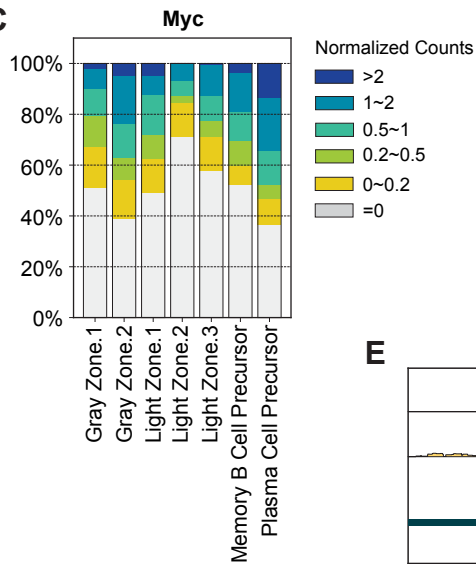 C
Myc
Normalized Counts
>2
1~2
0.5~1
0.2~0.5
0~0.2
=0
100%
80%
60%
40%
20%
0%
Gray Zone.1
Gray Zone.2
Light Zone.1
Light Zone.2
Light Zone.3
Memory B Cell Precursor
Plasma Cell Precursor
E